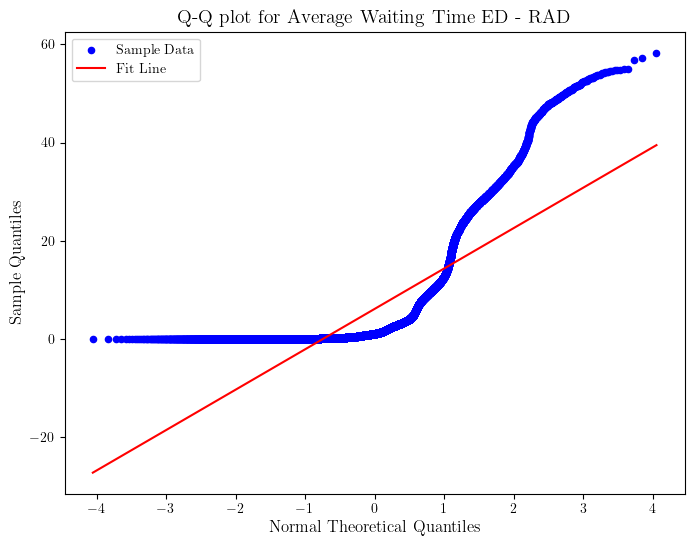 Q-Q plot for Average Waiting Time ED - RAD
Sample Data
Fit Line
60
40
20
0
−20
Sample Quantiles
−4
−3
−2
−1
0
1
2
3
4
Normal Theoretical Quantiles